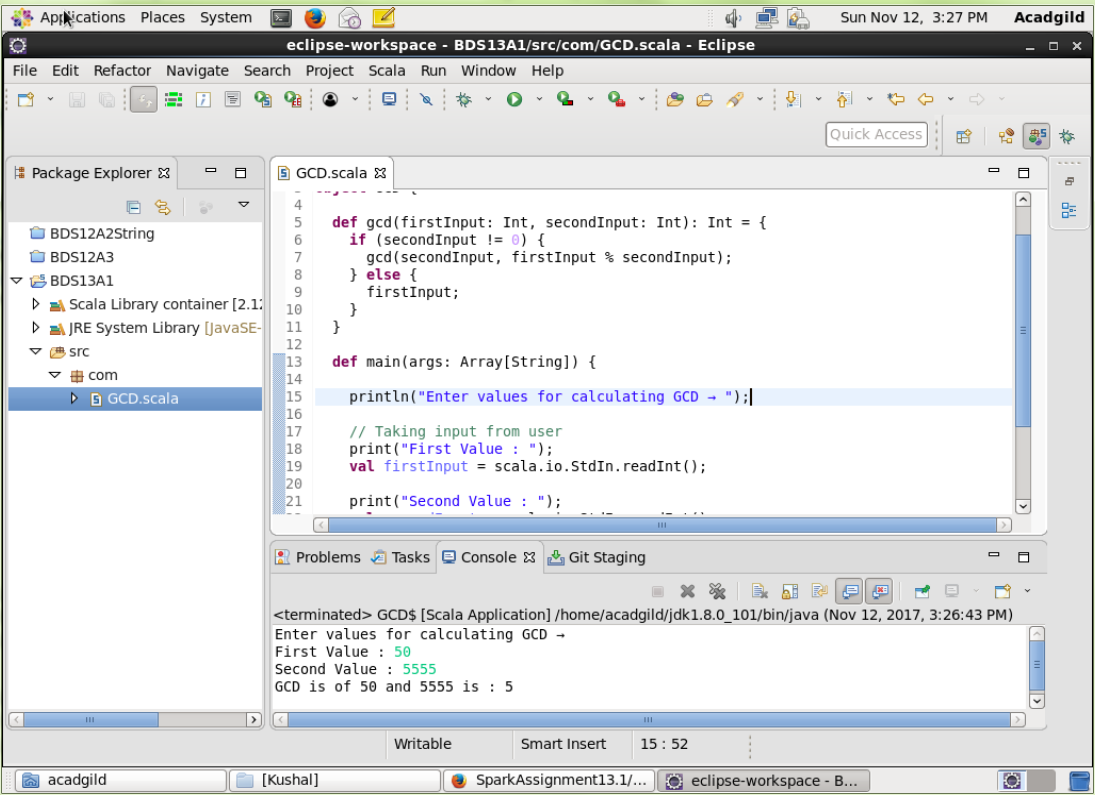 Applications Places System Sun Nov 12, 3:27 PM Acadgild
eclipse-workspace - BDS13A1/src/com/GCD.scala - Eclipse
File Edit Refactor Navigate Search Project Scala Run Window Help
Quick Access
Package Explorer
BDS12A2String
BDS12A3
BDS13A1
Scala Library container [2.12
JRE System Library [JavaSE-
src
com
GCD.scala
GCD.scala
4
5 def gcd(firstInput: Int, secondInput: Int): Int = {
6 if (secondInput != 0) {
7 gcd(secondInput, firstInput % secondInput);
8 } else {
9 firstInput;
10 }
11 }
12
13 def main(args: Array[String]) {
14
15 println("Enter values for calculating GCD → ");
16
17 // Taking input from user
18 print("First Value : ");
19 val firstInput = scala.io.StdIn.readInt();
20
21 print("Second Value : ");
Problems Tasks Console Git Staging
<terminated> GCD$ [Scala Application] /home/acadgild/jdk1.8.0_101/bin/java (Nov 12, 2017, 3:26:43 PM)
Enter values for calculating GCD →
First Value : 50
Second Value : 5555
GCD is of 50 and 5555 is : 5
Writable Smart Insert 15 : 52
acadgild [Kushal] SparkAssignment13.1/... eclipse-workspace - B...